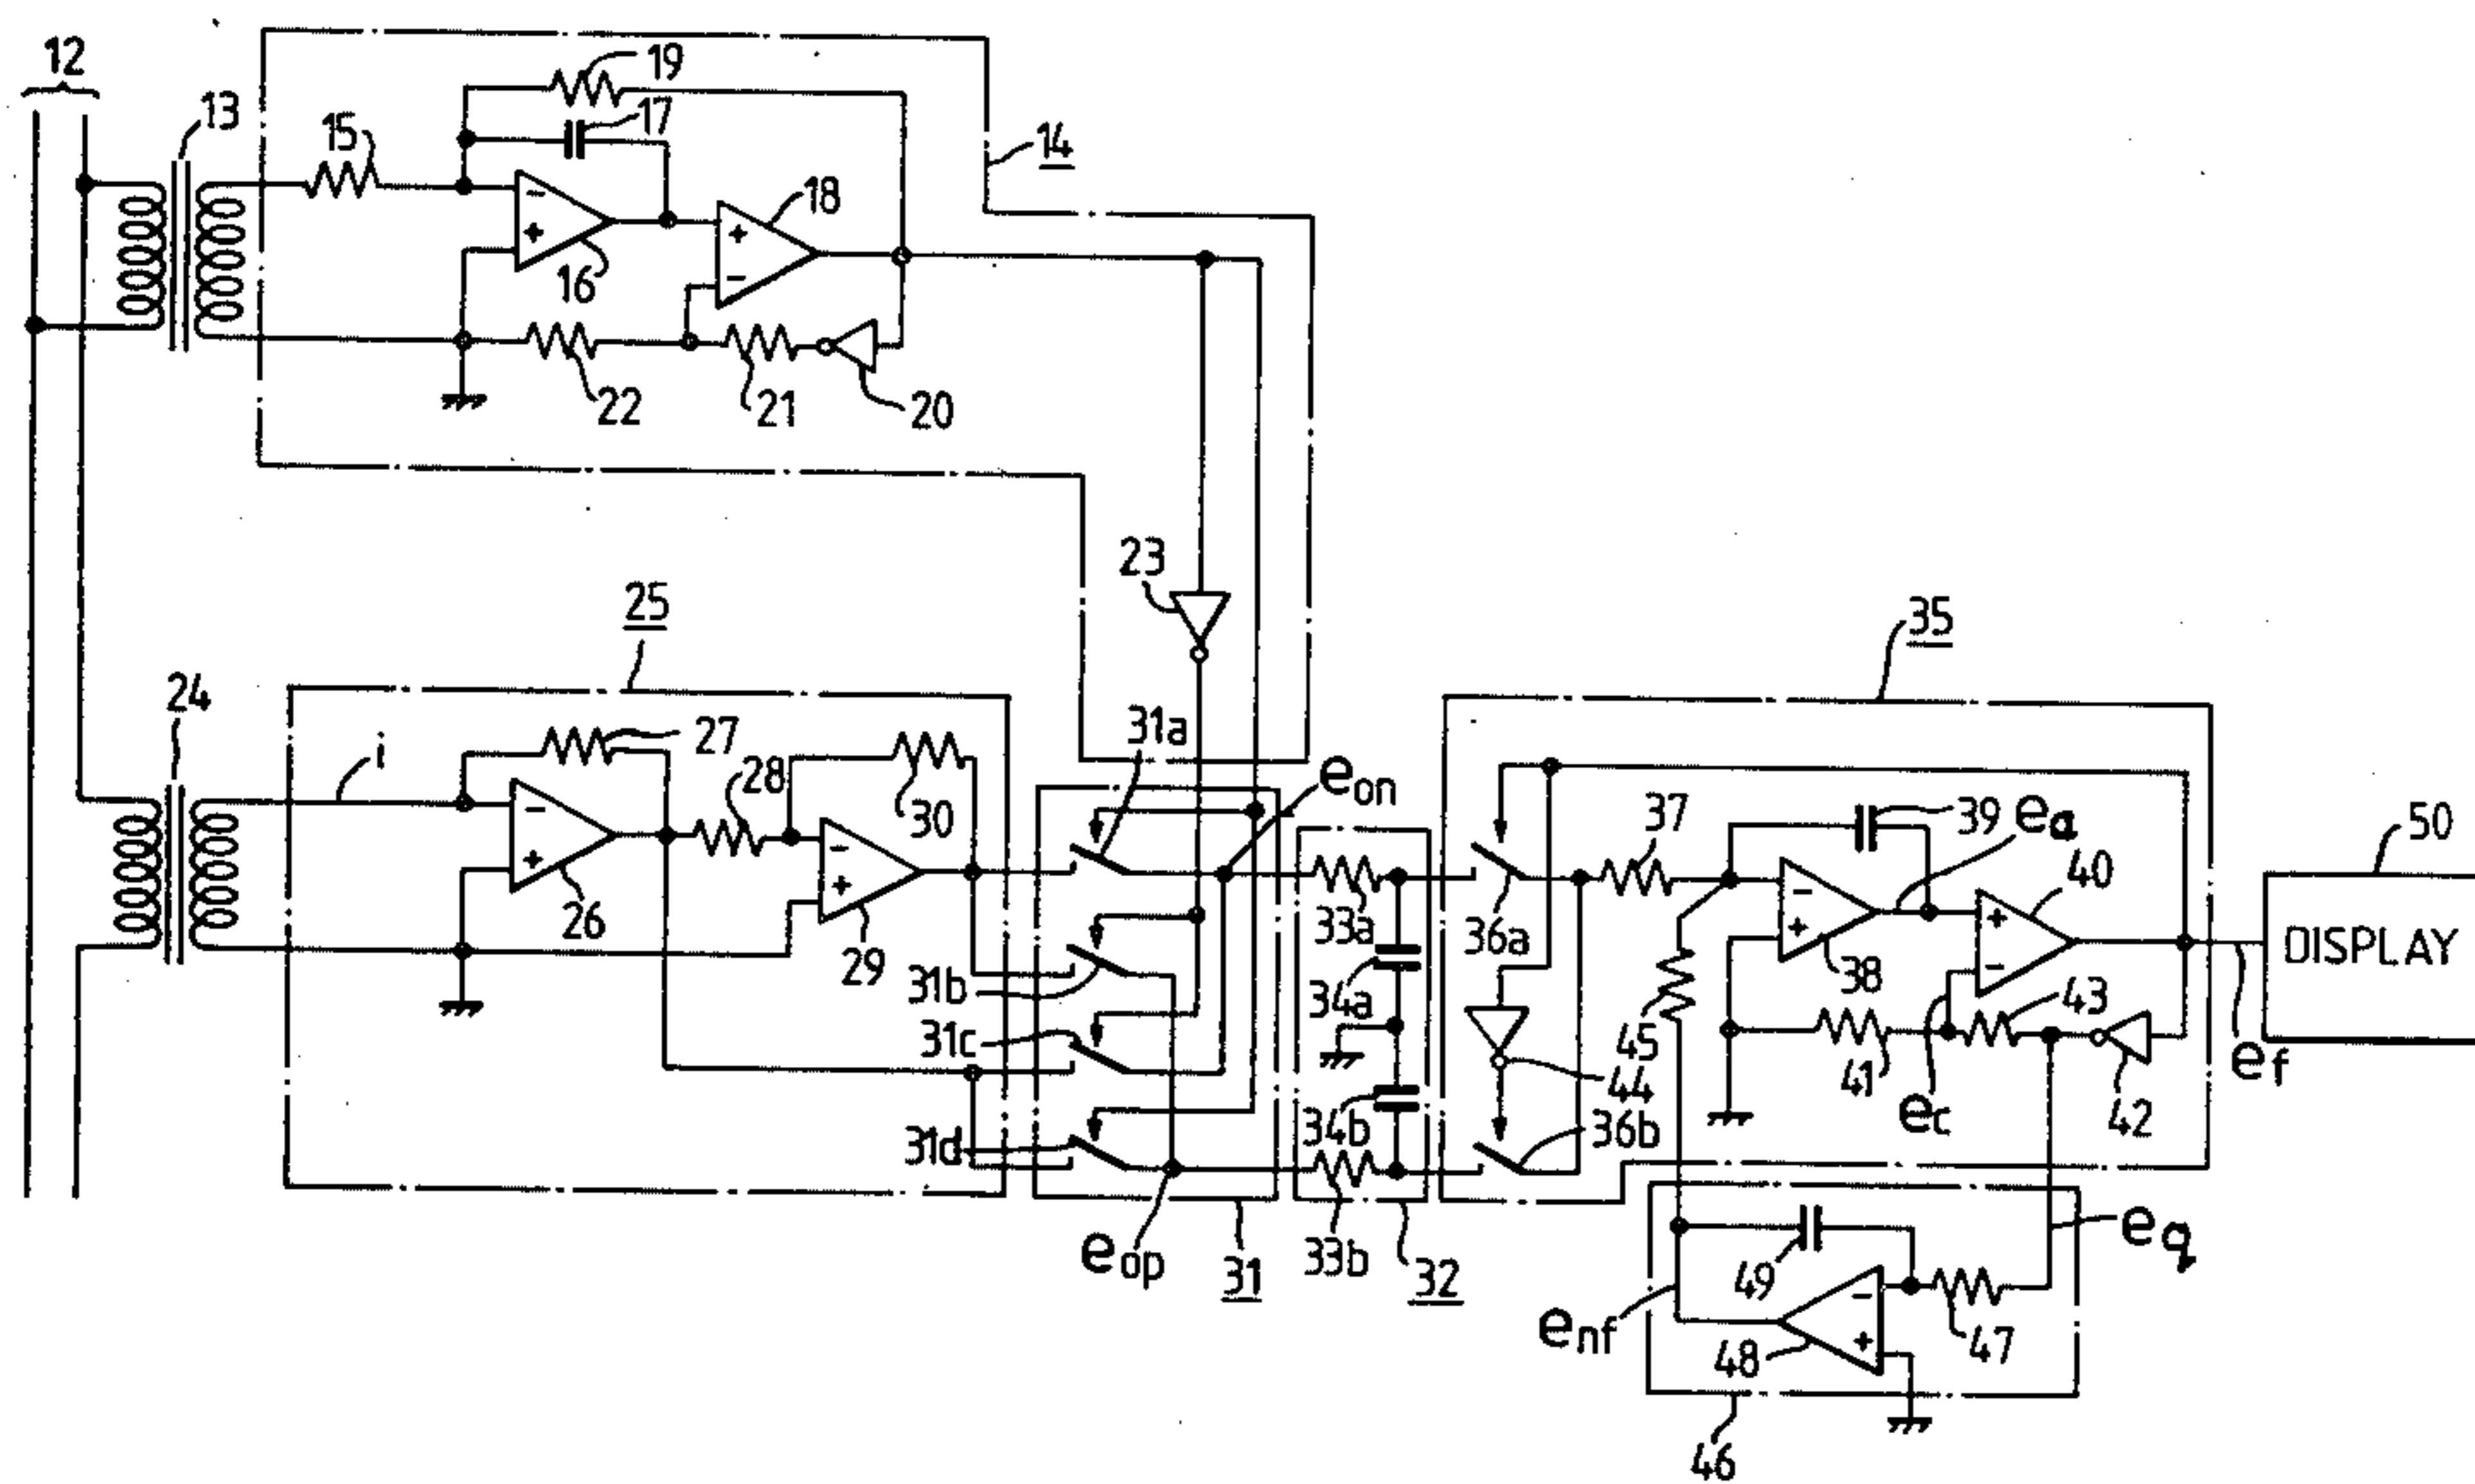 12
13
15
19
17
14
18
16
22
21
20
23
25
24
i
27
28
30
26
29
31a
31b
31c
31d
eon
eop
31
33a
34a
34b
33b
32
35
36a
36b
37
39
ea
40
38
45
44
41
43
42
ec
ef
50
DISPLAY
eq
49
enf
48
47
46
+
-
+
-
-
+
-
+
-
+
+
-
-
+